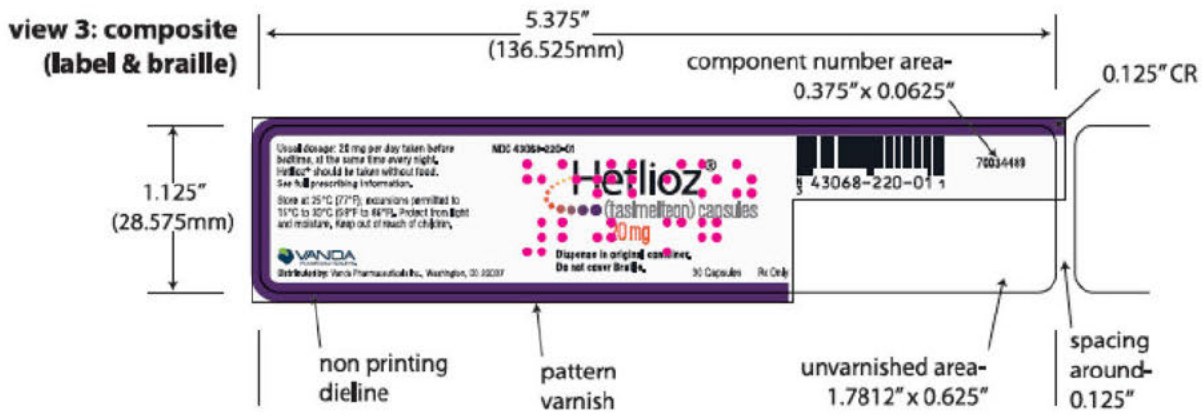 view 3: composite
(label & braille)
5.375"
(136.525mm)
component number area-
0.375" x 0.0625"
0.125" CR
1.125"
(28.575mm)
Usual dosage: 20 mg per day taken before
bedtime, at the same time every night.
Hetlioz® should be taken without food.
See full prescribing information.
Store at 25°C (77°F); excursions permitted to
15°C to 30°C (59°F to 86°F). Protect from light
and moisture. Keep out of reach of children.
VANDA
PHARMACEUTICALS
Distributed by: Vanda Pharmaceuticals Inc., Washington, DC 20037
NDC 43068-220-01
Hetlioz®
(tasimelteon) capsules
20 mg
Dispense in original container.
Do not cover Braille.
30 Capsules Rx Only
N3 43068-220-01 1
70034489
non printing
dieline
pattern
varnish
unvarnished area-
1.7812" x 0.625"
spacing
around-
0.125"